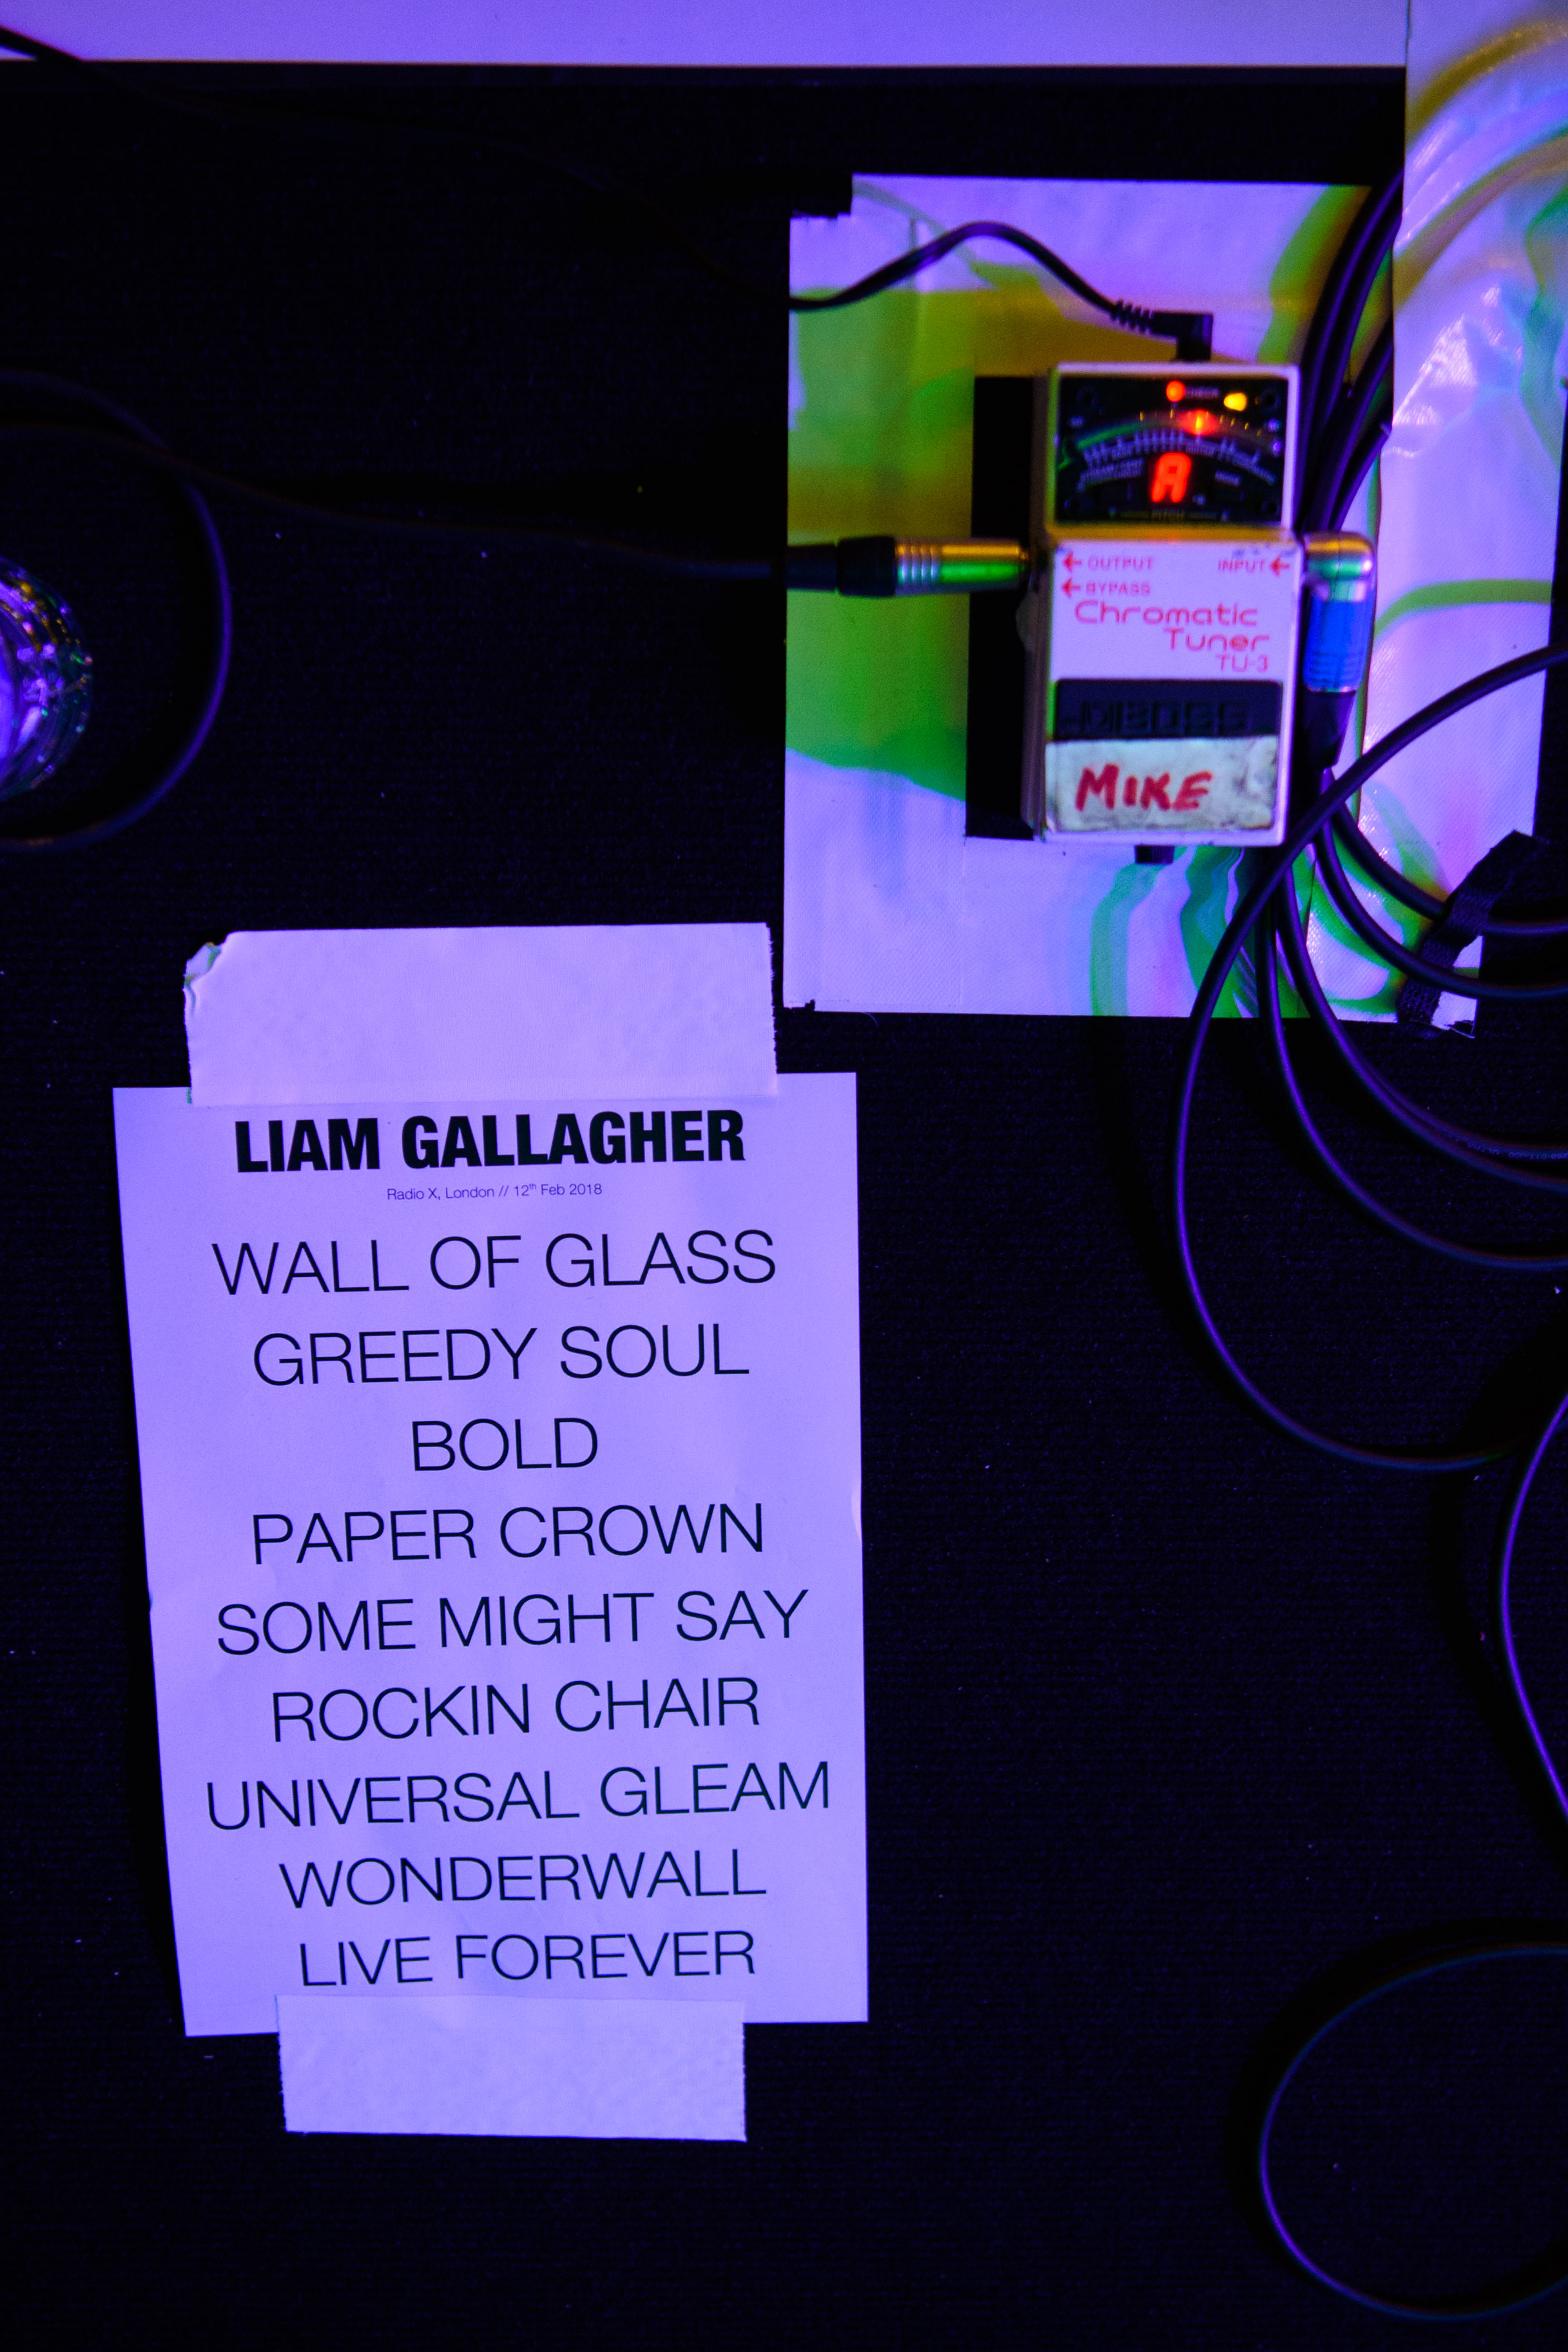 CHECK
A
← OUTPUT INPUT ←
← BYPASS
Chromatic
Tuner
TU-3
BOSS
MIKE
LIAM GALLAGHER
Radio X, London // 12th Feb 2018
WALL OF GLASS
GREEDY SOUL
BOLD
PAPER CROWN
SOME MIGHT SAY
ROCKIN CHAIR
UNIVERSAL GLEAM
WONDERWALL
LIVE FOREVER